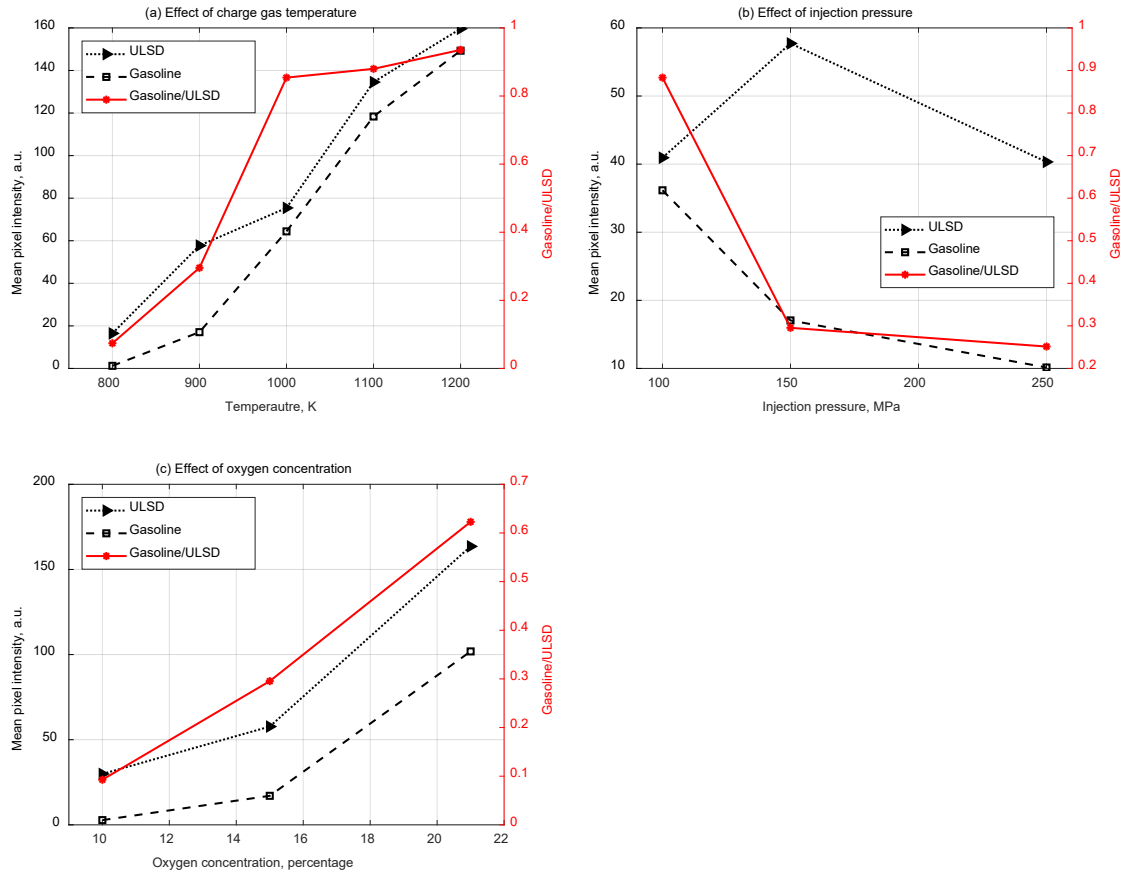 (a) Effect of charge gas temperature
160
140
120
100
80
60
40
20
0
Mean pixel intensity, a.u.
ULSD
Gasoline
Gasoline/ULSD
1
0.8
0.6
0.4
0.2
0
Gasoline/ULSD
800 900 1000 1100 1200
Temperautre, K
(b) Effect of injection pressure
60
50
40
30
20
10
Mean pixel intensity, a.u.
ULSD
Gasoline
Gasoline/ULSD
1
0.9
0.8
0.7
0.6
0.5
0.4
0.3
0.2
Gasoline/ULSD
100 150 200 250
Injection pressure, MPa
(c) Effect of oxygen concentration
200
150
100
50
0
Mean pixel intensity, a.u.
ULSD
Gasoline
Gasoline/ULSD
0.7
0.6
0.5
0.4
0.3
0.2
0.1
0
Gasoline/ULSD
10 12 14 16 18 20 22
Oxygen concentration, percentage